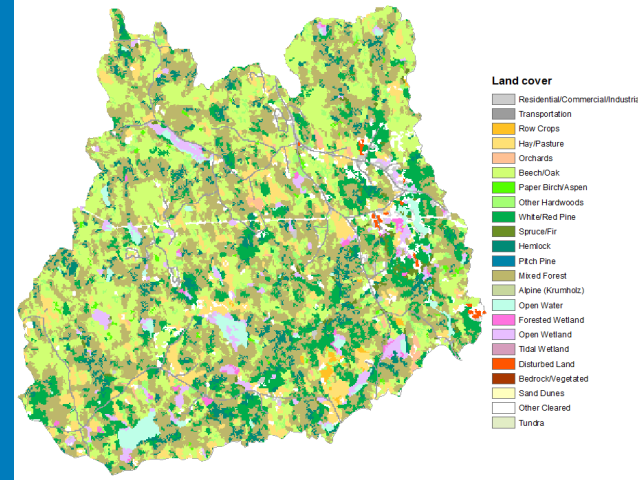 Land cover
Residential/Commercial/Industria
Transportation
Row Crops
Hay/Pasture
Orchards
Beech/Oak
Paper Birch/Aspen
Other Hardwoods
White/Red Pine
Spruce/Fir
Hemlock
Pitch Pine
Mixed Forest
Alpine (Krumholz)
Open Water
Forested Wetland
Open Wetland
Tidal Wetland
Disturbed Land
Bedrock/Vegetated
Sand Dunes
Other Cleared
Tundra